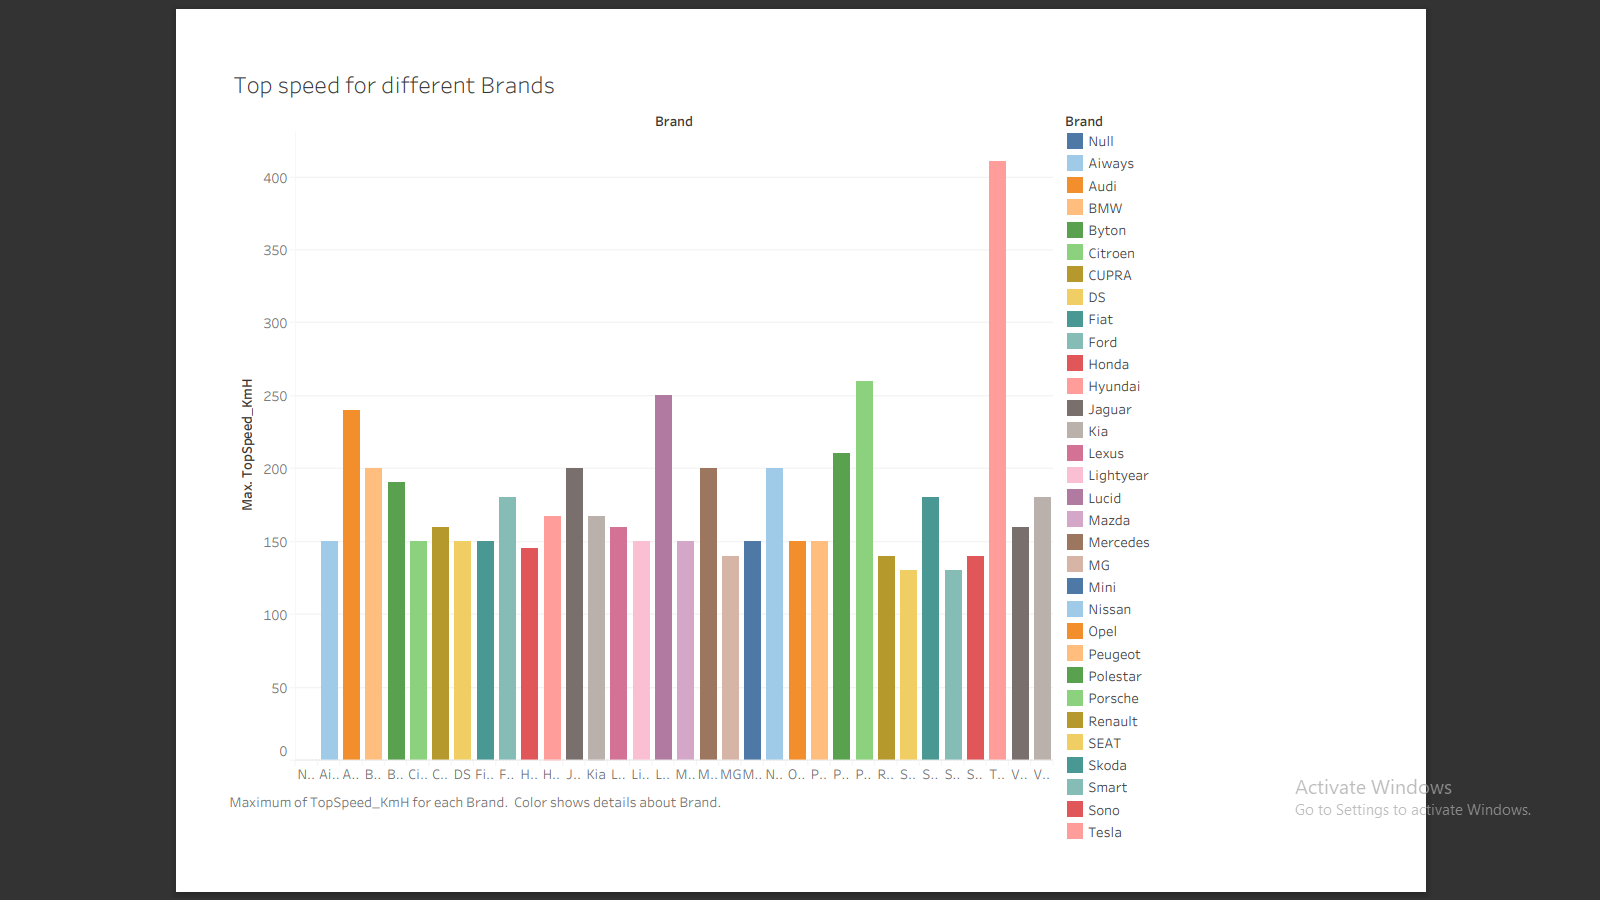 Top speed for different Brands
Brand
400
350
300
250
200
150
100
50
0
Max. TopSpeed_KmH
N.. Ai.. A.. B.. B.. Ci.. C.. DS Fi.. F.. H.. H.. J.. Kia L.. Li.. L.. M.. M.. MG M.. N.. O.. P.. P.. P.. R.. S.. S.. S.. S.. T.. V.. V..
Maximum of TopSpeed_KmH for each Brand. Color shows details about Brand.
Brand
Null
Aiways
Audi
BMW
Byton
Citroen
CUPRA
DS
Fiat
Ford
Honda
Hyundai
Jaguar
Kia
Lexus
Lightyear
Lucid
Mazda
Mercedes
MG
Mini
Nissan
Opel
Peugeot
Polestar
Porsche
Renault
SEAT
Skoda
Smart
Sono
Tesla
Activate Windows
Go to Settings to activate Windows.